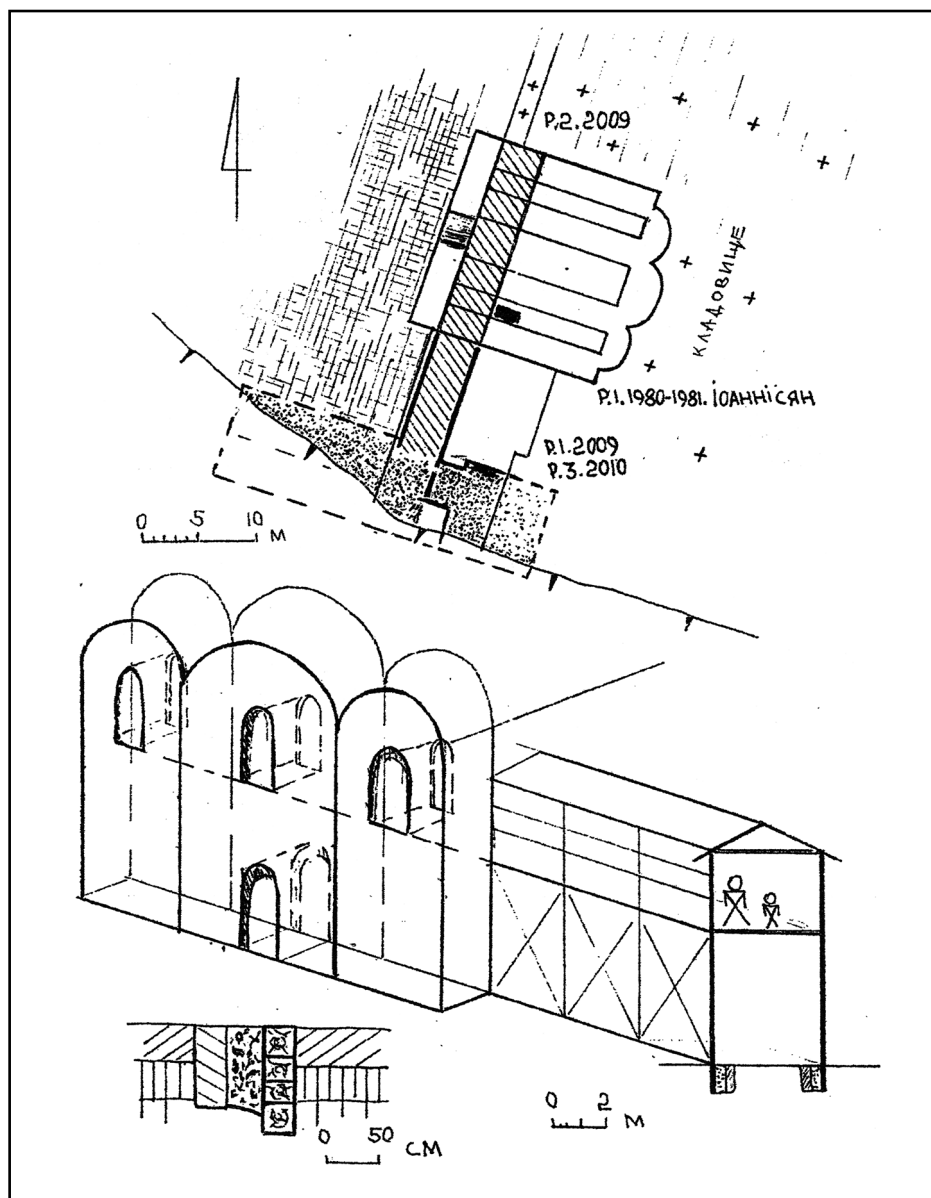 Р.2.2009
КЛАДОВИЩЕ
Р.1.1980-1981.ІОАННІСЯН
Р.1.2009
Р.3.2010
0 5 10 М
0 2 М
0 50 СМ